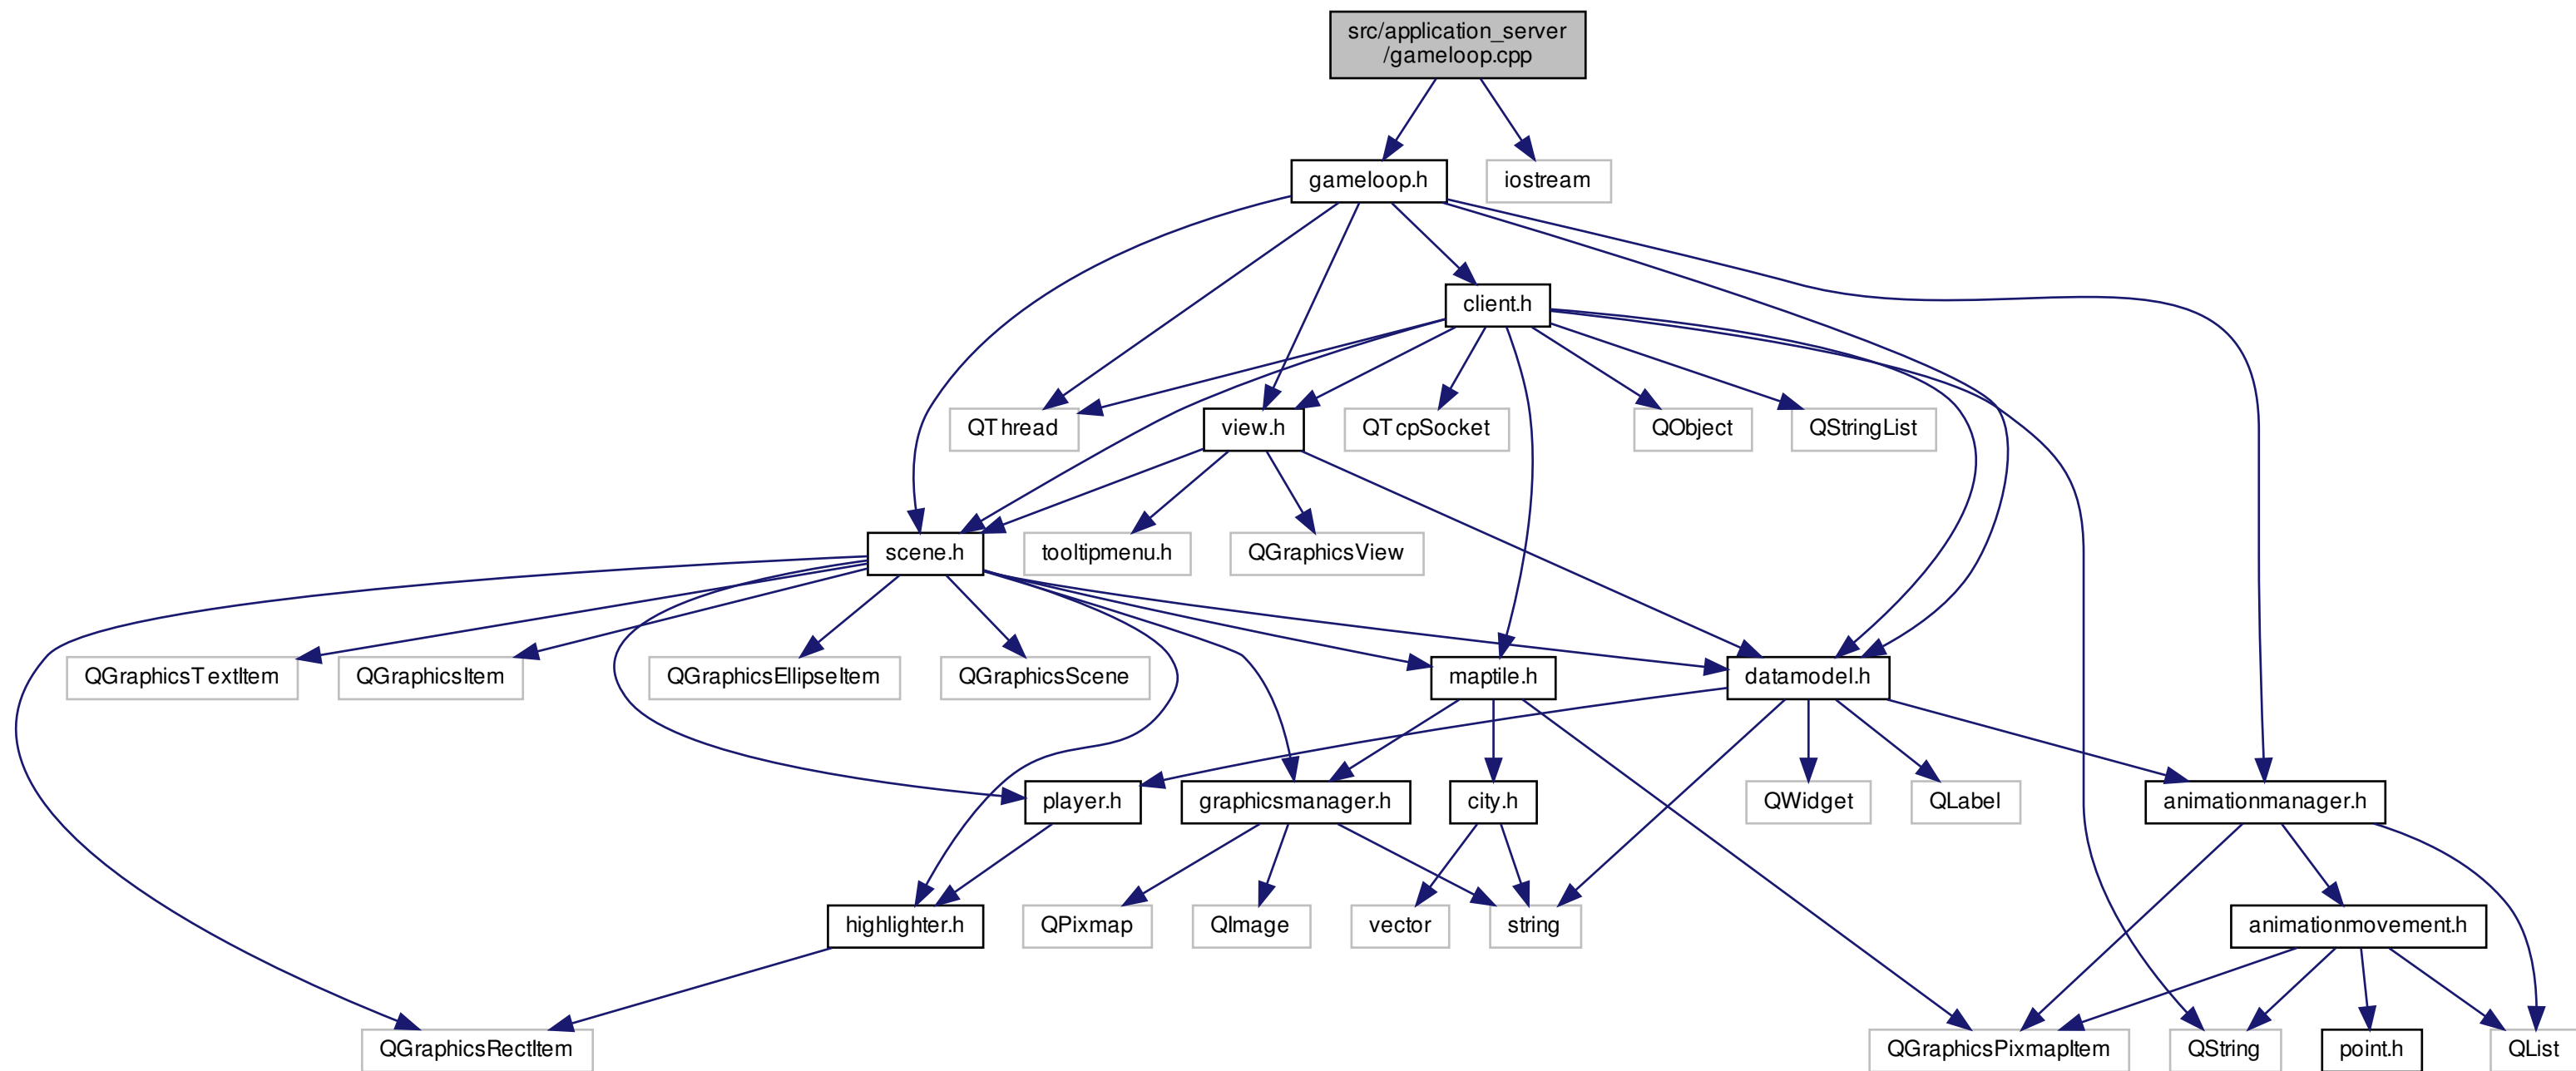 src/application_server
/gameloop.cpp
gameloop.h
iostream
client.h
QThread
view.h
QTcpSocket
QObject
QStringList
scene.h
tooltipmenu.h
QGraphicsView
QGraphicsTextItem
QGraphicsItem
QGraphicsEllipseItem
QGraphicsScene
maptile.h
datamodel.h
player.h
graphicsmanager.h
city.h
QWidget
QLabel
animationmanager.h
highlighter.h
QPixmap
QImage
vector
string
animationmovement.h
QGraphicsRectItem
QGraphicsPixmapItem
QString
point.h
QList